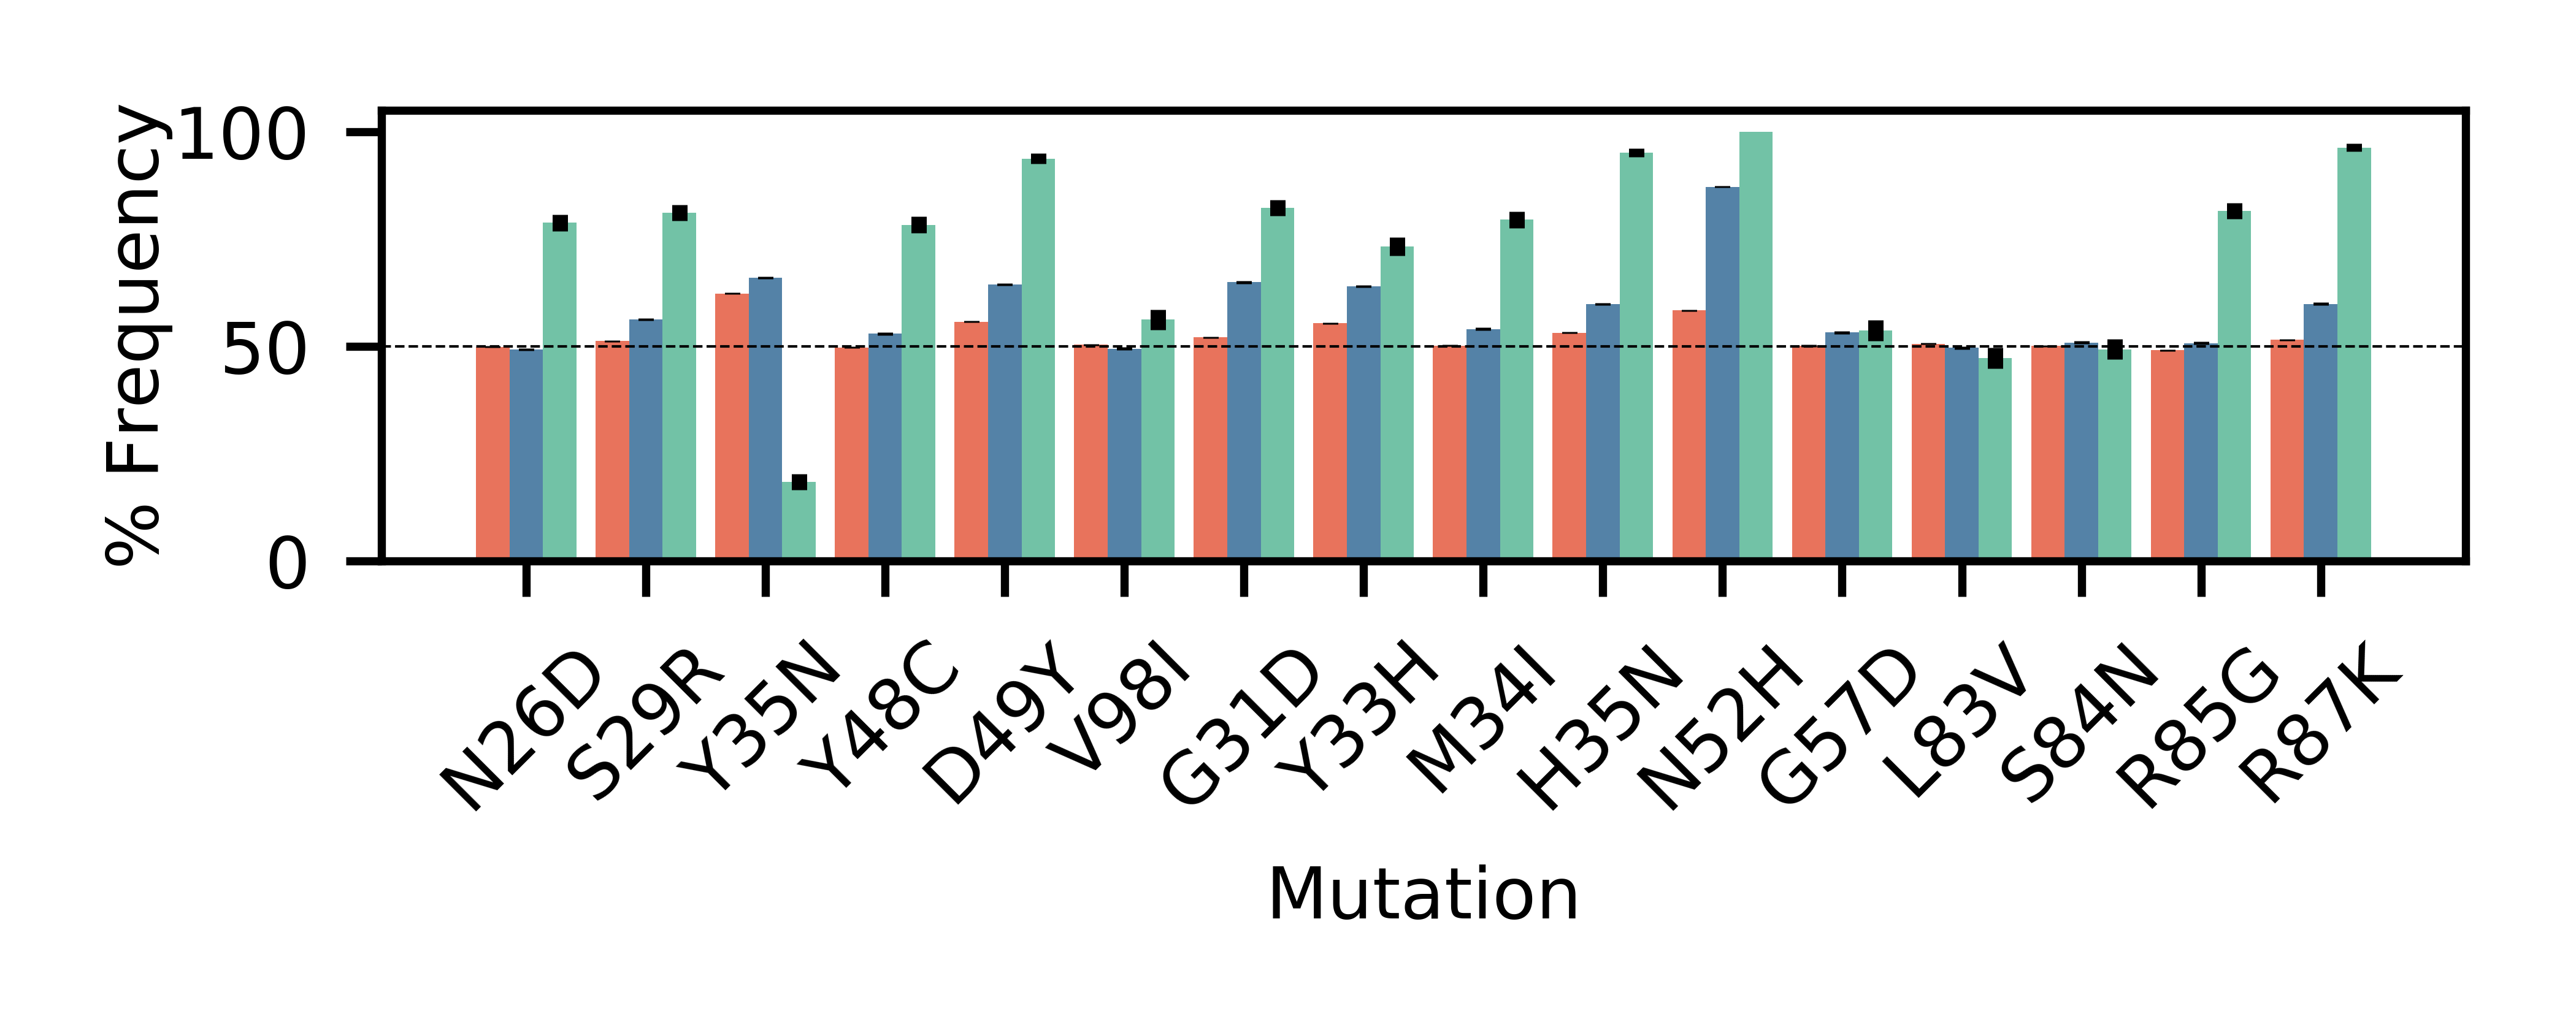 % Frequency
100
50
0
N26D
S29R
Y35N
Y48C
D49Y
V98I
G31D
Y33H
M34I
H35N
N52H
G57D
L83V
S84N
R85G
R87K
Mutation